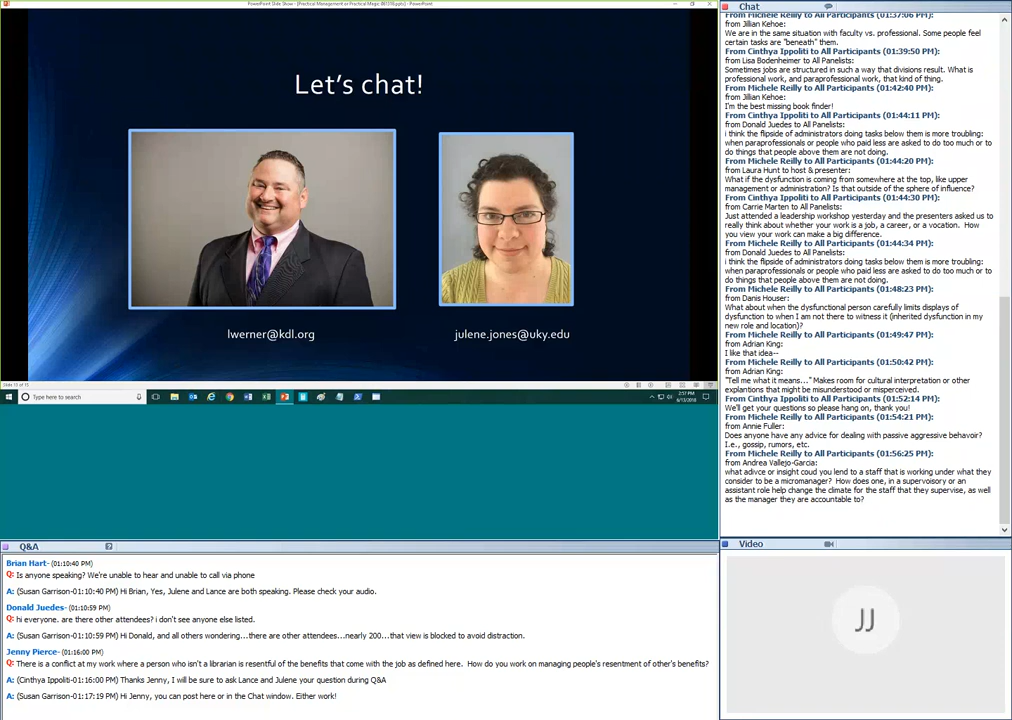 PowerPoint Slide Show - [Practical Management or Practical Magic_061318.pptx] - PowerPoint
Let's chat!
lwerner@kdl.org
julene.jones@uky.edu
Type here to search
2:57 PM
6/13/2018
Chat
From Michele Reilly to All Participants (01:37:06 PM):
from Jillian Kehoe:
We are in the same situation with faculty vs. professional. Some people feel
certain tasks are "beneath" them.
From Cinthya Ippoliti to All Participants (01:39:50 PM):
from Lisa Bodenheimer to All Panelists:
Sometimes jobs are structured in such a way that divisions result. What is
professional work, and paraprofessional work, that kind of thing.
From Michele Reilly to All Participants (01:42:40 PM):
from Jillian Kehoe:
I'm the best missing book finder!
From Cinthya Ippoliti to All Participants (01:44:11 PM):
from Donald Juedes to All Panelists:
i think the flipside of administrators doing tasks below them is more troubling:
when paraprofessionals or people who paid less are asked to do too much or to
do things that people above them are not doing.
From Michele Reilly to All Participants (01:44:20 PM):
from Laura Hunt to host & presenter:
What if the dysfunction is coming from somewhere at the top, like upper
management or administration? Is that outside of the sphere of influence?
From Cinthya Ippoliti to All Participants (01:44:30 PM):
from Carrie Marten to All Panelists:
Just attended a leadership workshop yesterday and the presenters asked us to
really think about whether your work is a job, a career, or a vocation. How
you view your work can make a big difference.
From Michele Reilly to All Participants (01:44:34 PM):
from Donald Juedes to All Panelists:
i think the flipside of administrators doing tasks below them is more troubling:
when paraprofessionals or people who paid less are asked to do too much or to
do things that people above them are not doing.
From Michele Reilly to All Participants (01:48:23 PM):
from Danis Houser:
What about when the dysfunctional person carefully limits displays of
dysfunction to when I am not there to witness it (inherited dysfunction in my
new role and location)?
From Michele Reilly to All Participants (01:49:47 PM):
from Adrian King:
I like that idea--
From Michele Reilly to All Participants (01:50:42 PM):
from Adrian King:
"Tell me what it means..." Makes room for cultural interpretation or other
explantions that might be misunderstood or misperceived.
From Cinthya Ippoliti to All Participants (01:52:14 PM):
We'll get your questions so please hang on, thank you!
From Michele Reilly to All Participants (01:54:21 PM):
from Annie Fuller:
Does anyone have any advice for dealing with passive aggressive behavoir?
I.e., gossip, rumors, etc.
From Michele Reilly to All Participants (01:56:25 PM):
from Andrea Vallejo-Garcia:
what adivce or insight coud you lend to a staff that is working under what they
consider to be a micromanager? How does one, in a supervoisory or an
assistant role help change the climate for the staff that they supervise, as well
as the manager they are accountable to?
Q&A
Brian Hart- (01:10:40 PM)
Q: Is anyone speaking? We're unable to hear and unable to call via phone
A: (Susan Garrison-01:10:40 PM) Hi Brian, Yes, Julene and Lance are both speaking. Please check your audio.
Donald Juedes- (01:10:59 PM)
Q: hi everyone. are there other attendees? i don't see anyone else listed.
A: (Susan Garrison-01:10:59 PM) Hi Donald, and all others wondering...there are other attendees...nearly 200...that view is blocked to avoid distraction.
Jenny Pierce- (01:16:00 PM)
Q: There is a conflict at my work where a person who isn't a librarian is resentful of the benefits that come with the job as defined here. How do you work on managing people's resentment of other's benefits?
A: (Cinthya Ippoliti-01:16:00 PM) Thanks Jenny, I will be sure to ask Lance and Julene your question during Q&A
A: (Susan Garrison-01:17:19 PM) Hi Jenny, you can post here or in the Chat window. Either work!
Video
JJ